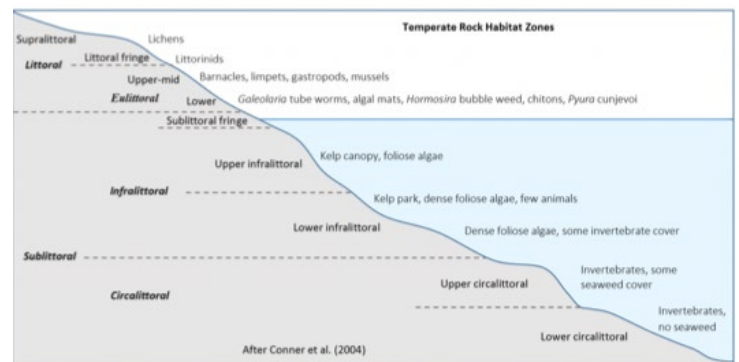 Temperate Rock Habitat Zones
Supralittoral
Lichens
Littoral fringe
Littorinids
Littoral
Upper-mid
Barnacles, limpets, gastropods, mussels
Eulittoral
Lower
Galeolaria tube worms, algal mats, Hormosira bubble weed, chitons, Pyura cunjevoi
Sublittoral fringe
Upper infralittoral
Kelp canopy, foliose algae
Infralittoral
Kelp park, dense foliose algae, few animals
Lower infralittoral
Dense foliose algae, some invertebrate cover
Sublittoral
Upper circalittoral
Invertebrates, some
seaweed cover
Circalittoral
Invertebrates,
no seaweed
Lower circalittoral
After Conner et al. (2004)